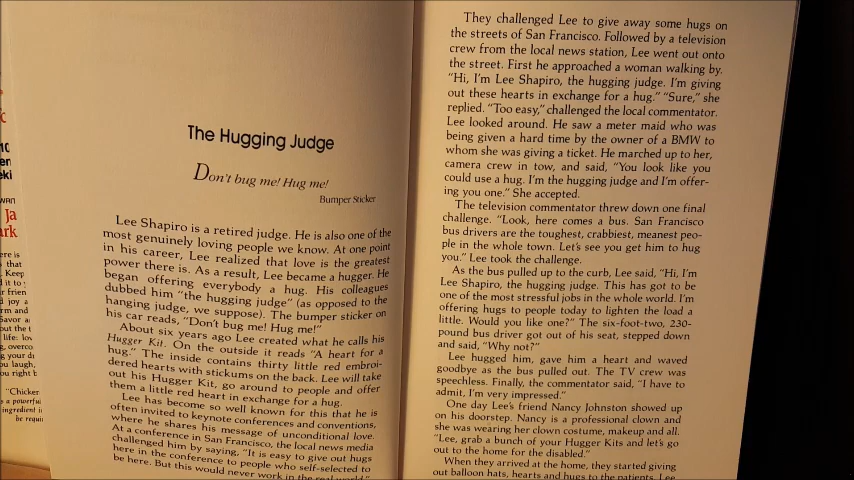 The Hugging Judge
Don't bug me! Hug me!
Bumper Sticker
Lee Shapiro is a retired judge. He is also one of the
most genuinely loving people we know. At one point
in his career, Lee realized that love is the greatest
power there is. As a result, Lee became a hugger. He
began offering everybody a hug. His colleagues
dubbed him "the hugging judge" (as opposed to the
hanging judge, we suppose). The bumper sticker on
his car reads, "Don't bug me! Hug me!"
About six years ago Lee created what he calls his
Hugger Kit. On the outside it reads "A heart for a
hug." The inside contains thirty little red embroi-
dered hearts with stickums on the back. Lee will take
out his Hugger Kit, go around to people and offer
them a little red heart in exchange for a hug.
Lee has become so well known for this that he is
often invited to keynote conferences and conventions,
where he shares his message of unconditional love.
At a conference in San Francisco, the local news media
challenged him by saying, "It is easy to give out hugs
here in the conference to people who self-selected to
be here. But this would never work in the real world."
They challenged Lee to give away some hugs on
the streets of San Francisco. Followed by a television
crew from the local news station, Lee went out onto
the street. First he approached a woman walking by.
"Hi, I'm Lee Shapiro, the hugging judge. I'm giving
out these hearts in exchange for a hug." "Sure," she
replied. "Too easy," challenged the local commentator.
Lee looked around. He saw a meter maid who was
being given a hard time by the owner of a BMW to
whom she was giving a ticket. He marched up to her,
camera crew in tow, and said, "You look like you
could use a hug. I'm the hugging judge and I'm offer-
ing you one." She accepted.
The television commentator threw down one final
challenge. "Look, here comes a bus. San Francisco
bus drivers are the toughest, crabbiest, meanest peo-
ple in the whole town. Let's see you get him to hug
you." Lee took the challenge.
As the bus pulled up to the curb, Lee said, "Hi, I'm
Lee Shapiro, the hugging judge. This has got to be
one of the most stressful jobs in the whole world. I'm
offering hugs to people today to lighten the load a
little. Would you like one?" The six-foot-two, 230-
pound bus driver got out of his seat, stepped down
and said, "Why not?"
Lee hugged him, gave him a heart and waved
goodbye as the bus pulled out. The TV crew was
speechless. Finally, the commentator said, "I have to
admit, I'm very impressed."
One day Lee's friend Nancy Johnston showed up
on his doorstep. Nancy is a professional clown and
she was wearing her clown costume, makeup and all.
"Lee, grab a bunch of your Hugger Kits and let's go
out to the home for the disabled."
When they arrived at the home, they started giving
out balloon hats, hearts and hugs to the patients. Lee